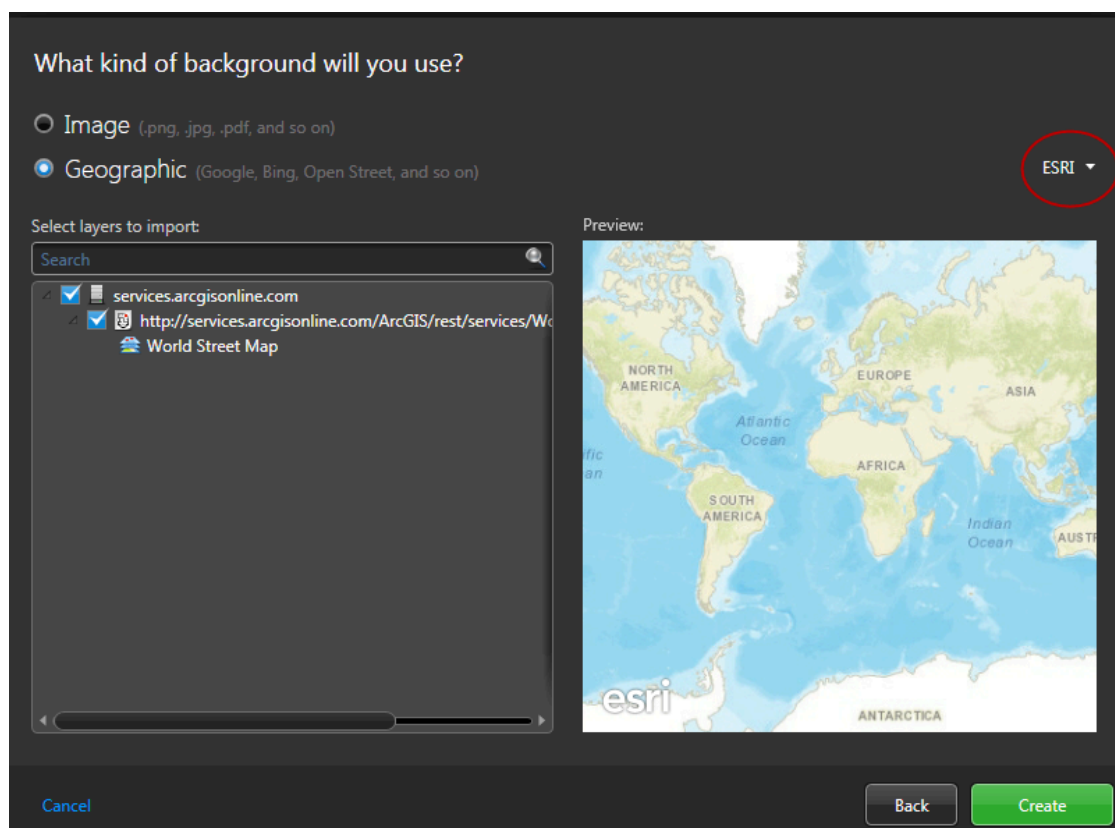 What kind of background will you use?
Image (.png, .jpg, .pdf, and so on)
Geographic (Google, Bing, Open Street, and so on)
ESRI
Select layers to import:
Search
services.arcgisonline.com
http://services.arcgisonline.com/ArcGIS/rest/services/Wo
World Street Map
Preview:
NORTH
AMERICA
EUROPE
ASIA
Atlantic
Ocean
ific
an
AFRICA
SOUTH
AMERICA
Indian
Ocean
AUST
esri
ANTARCTICA
Cancel
Back
Create